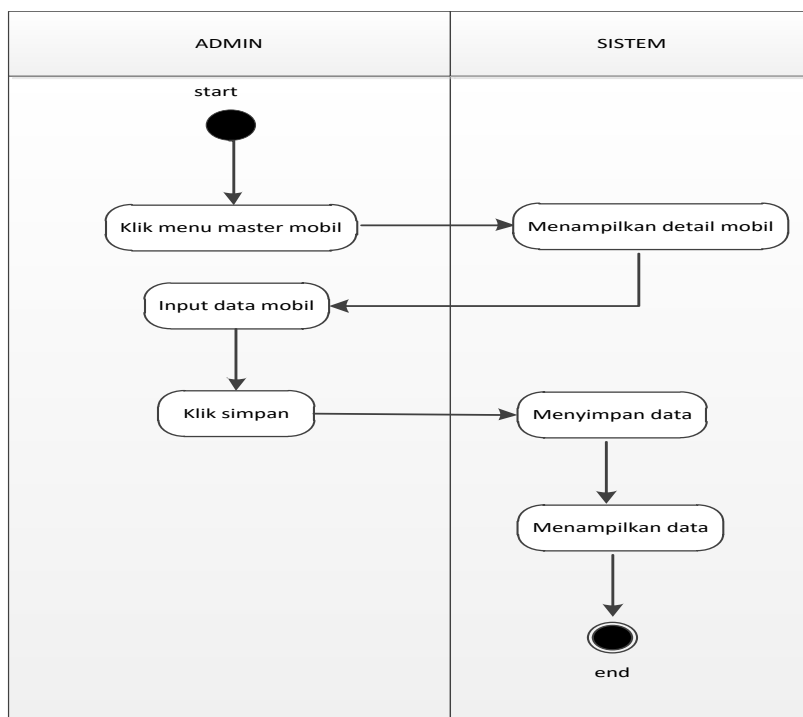 ADMIN
SISTEM
start
Klik menu master mobil
Menampilkan detail mobil
Input data mobil
Klik simpan
Menyimpan data
Menampilkan data
end